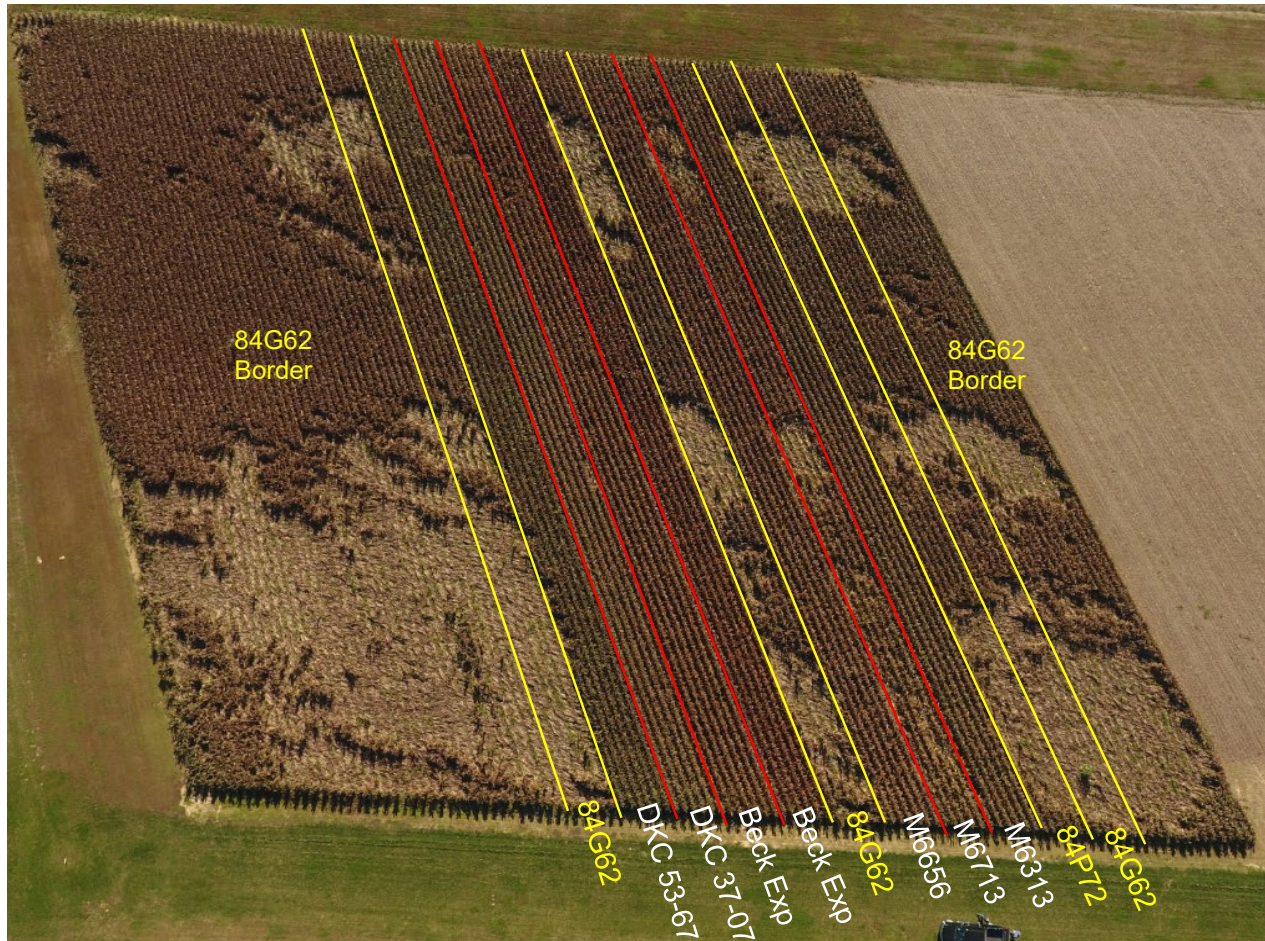 84G62
Border
84G62
Border
84G62
DKC 53-67
DKC 37-07
Beck Exp
Beck Exp
84G62
M6656
M6713
M6313
84P72
84G62